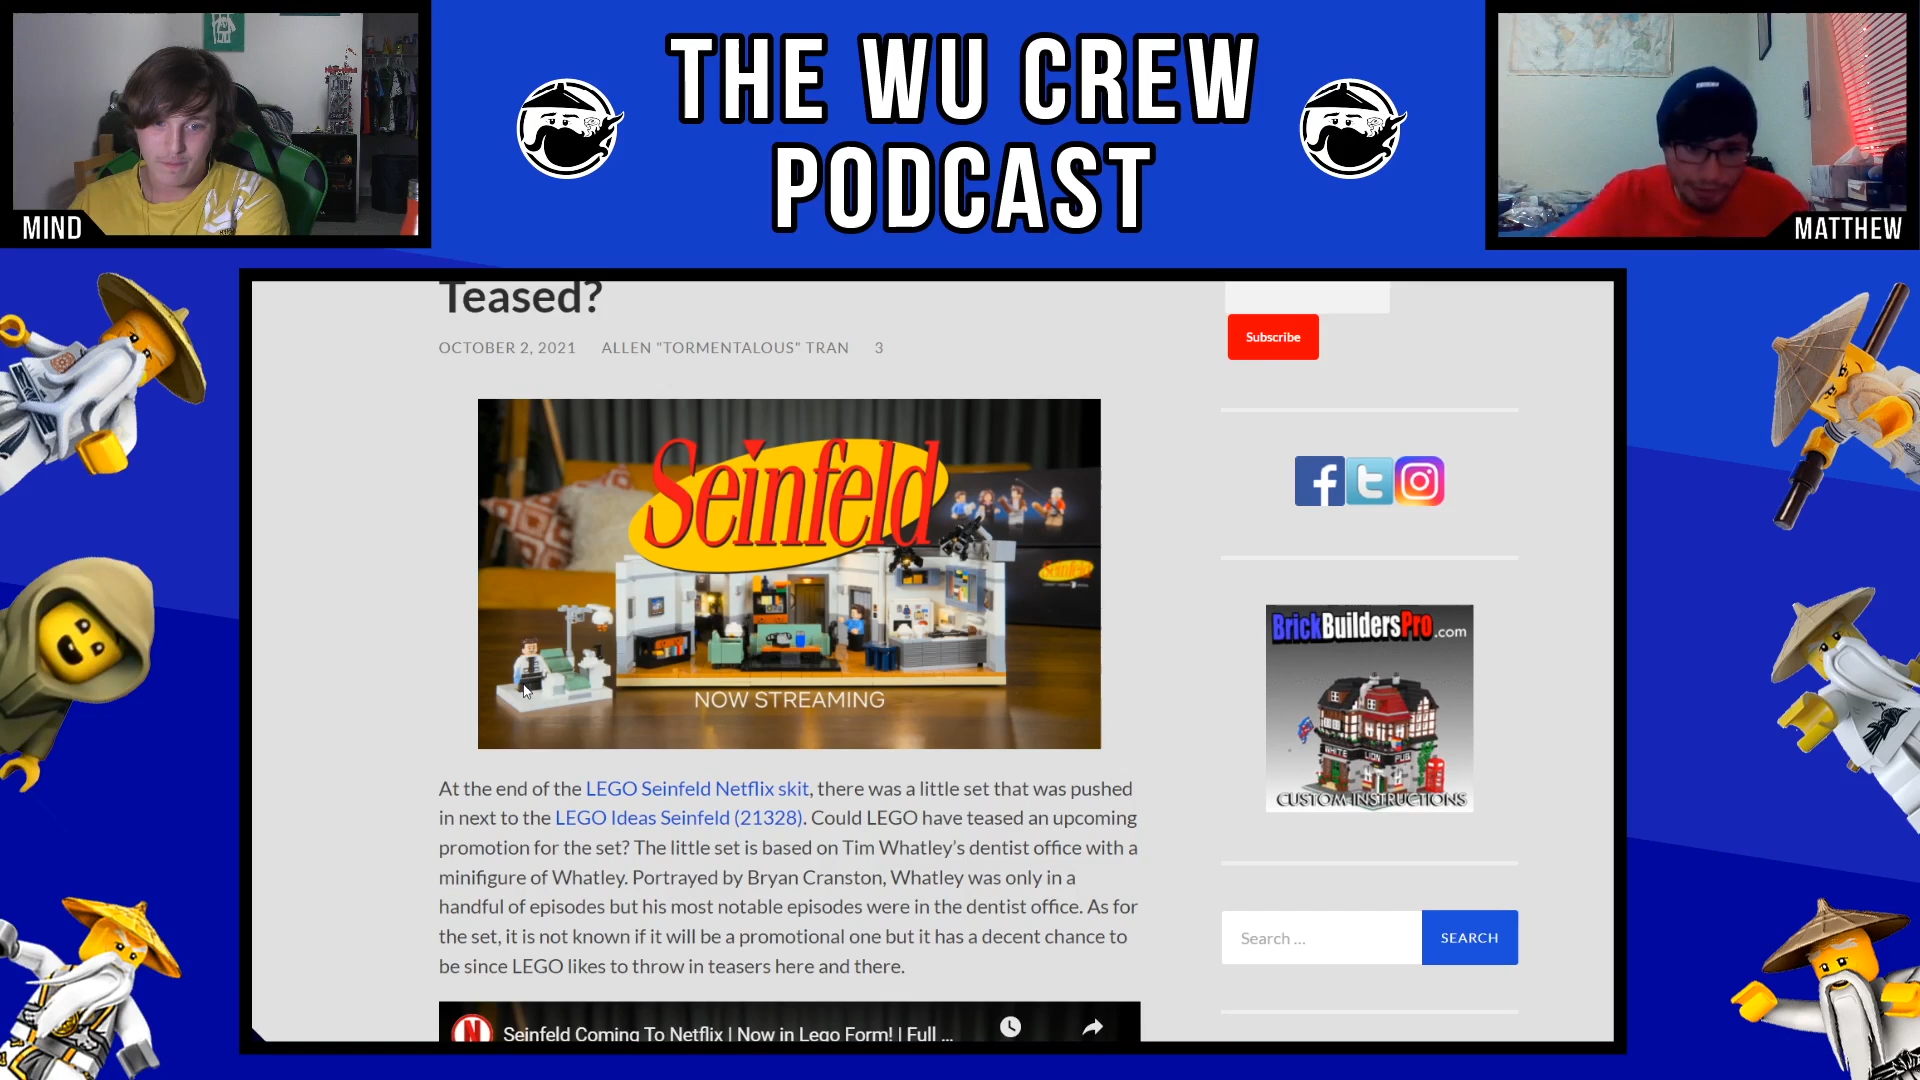 THE WU CREW
PODCAST
MIND
MATTHEW
Teased?
OCTOBER 2, 2021 ALLEN "TORMENTALOUS" TRAN 3
Subscribe
Seinfeld
Seinfeld
NOW STREAMING
At the end of the LEGO Seinfeld Netflix skit, there was a little set that was pushed
in next to the LEGO Ideas Seinfeld (21328). Could LEGO have teased an upcoming
promotion for the set? The little set is based on Tim Whatley's dentist office with a
minifigure of Whatley. Portrayed by Bryan Cranston, Whatley was only in a
handful of episodes but his most notable episodes were in the dentist office. As for
the set, it is not known if it will be a promotional one but it has a decent chance to
be since LEGO likes to throw in teasers here and there.
BrickBuildersPro.com
WHITE LION PUB
CUSTOM INSTRUCTIONS
Search ...
SEARCH
Seinfeld Coming To Netflix | Now in Lego Form! | Full ...